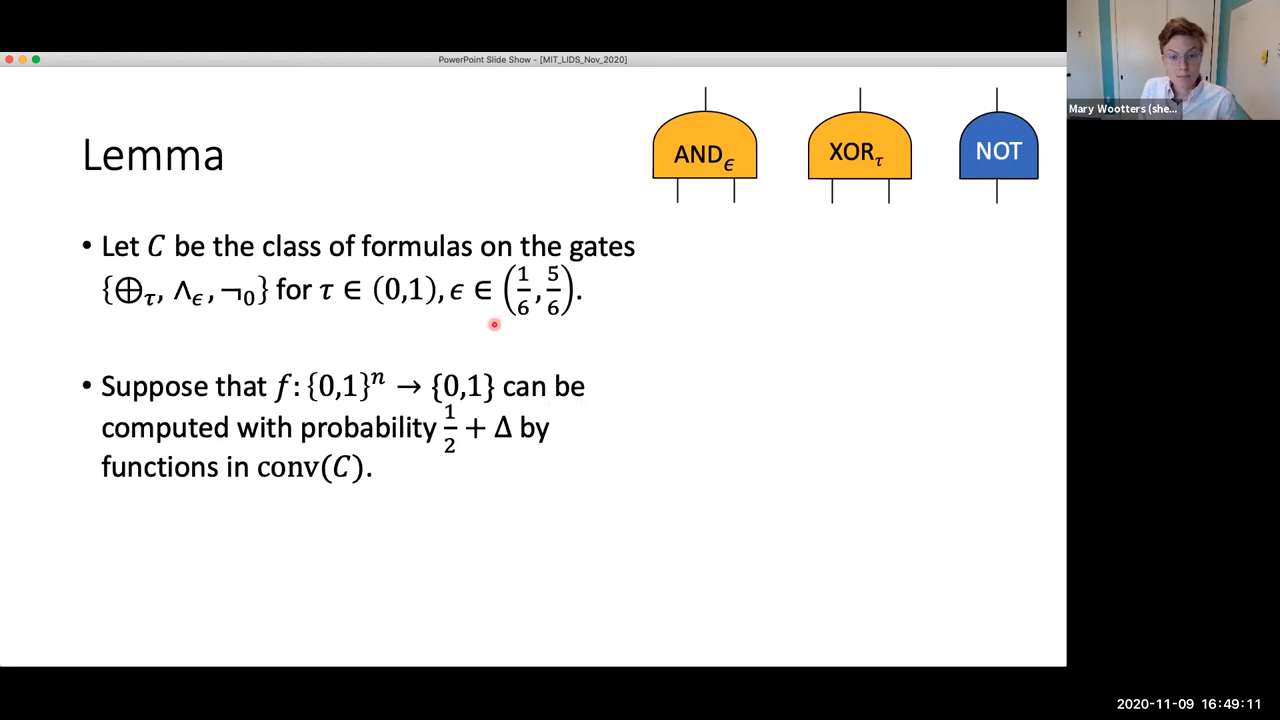 PowerPoint Slide Show - [MIT_LIDS_Nov_2020]
Mary Wootters (she...
AND_ϵ XOR_τ NOT
Lemma
• Let C be the class of formulas on the gates
{⊕_τ, ∧_ϵ, ¬_0} for τ ∈ (0,1), ϵ ∈ (1/6, 5/6).
• Suppose that f: {0,1}^n → {0,1} can be
computed with probability 1/2 + Δ by
functions in conv(C).
2020-11-09 16:49:11